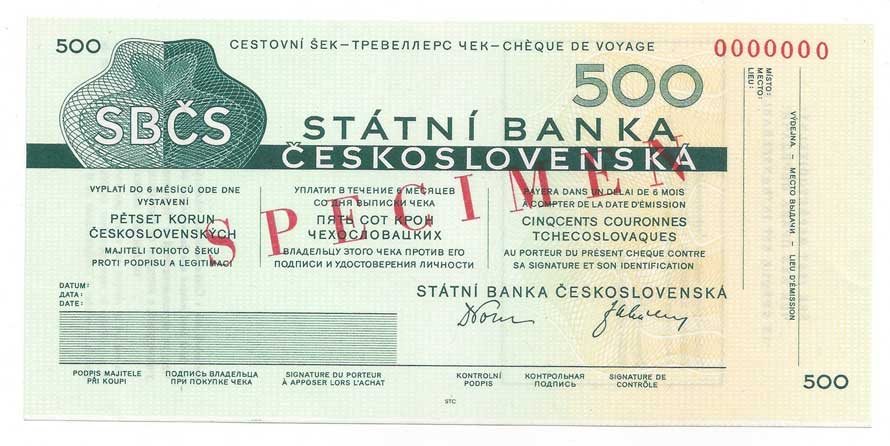 500
CESTOVNÍ ŠEK – ТРЕВЕЛЛЕРС ЧЕК – CHÈQUE DE VOYAGE
0000000
500
SBČS
STÁTNÍ BANKA
ČESKOSLOVENSKÁ
SPECIMEN
VYPLATÍ DO 6 MĚSÍCŮ ODE DNE
VYSTAVENÍ
PĚTSET KORUN
ČESKOSLOVENSKÝCH
MAJITELI TOHOTO ŠEKU
PROTI PODPISU A LEGITIMACI
УПЛАТИТ В ТЕЧЕНИЕ 6 МЕСЯЦЕВ
СО ДНЯ ВЫПИСКИ ЧЕКА
ПЯТЬ СОТ КРОН
ЧЕХОСЛОВАЦКИХ
ВЛАДЕЛЬЦУ ЭТОГО ЧЕКА ПРОТИВ ЕГО
ПОДПИСИ И УДОСТОВЕРЕНИЯ ЛИЧНОСТИ
PAYERA DANS UN DÉLAI DE 6 MOIS
À COMPTER DE LA DATE D'ÉMISSION
CINQCENTS COURONNES
TCHECOSLOVAQUES
AU PORTEUR DU PRÉSENT CHEQUE CONTRE
SA SIGNATURE ET SON IDENTIFICATION
MÍSTO:
МЕСТО:
LIEU:
VÝDEJNA – МЕСТО ВЫДАЧИ – LIEU D'ÉMISSION
DATUM:
ДАТА:
DATE:
STÁTNÍ BANKA ČESKOSLOVENSKÁ
PODPIS MAJITELE
PŘI KOUPI
ПОДПИСЬ ВЛАДЕЛЬЦА
ПРИ ПОКУПКЕ ЧЕКА
SIGNATURE DU PORTEUR
À APPOSER LORS L'ACHAT
KONTROLNÍ
PODPIS
КОНТРОЛЬНАЯ
ПОДПИСЬ
SIGNATURE DE
CONTRÔLE
500
STC